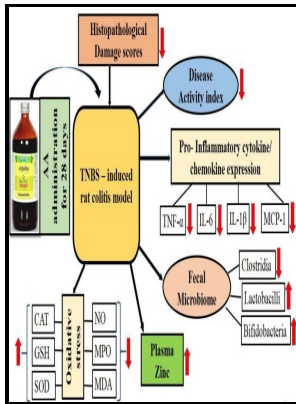 Histopathological
Damage scores
Disease
Activity index
AA
administration
for 28 days
TNBS – induced
rat colitis model
Pro- Inflammatory cytokine/
chemokine expression
TNF-α
IL-6
IL-1β
MCP-1
Fecal
Microbiome
Clostridia
Lactobacilli
Bifidobacteria
CAT
GSH
SOD
Oxidative
stress
NO
MPO
MDA
Plasma
Zinc